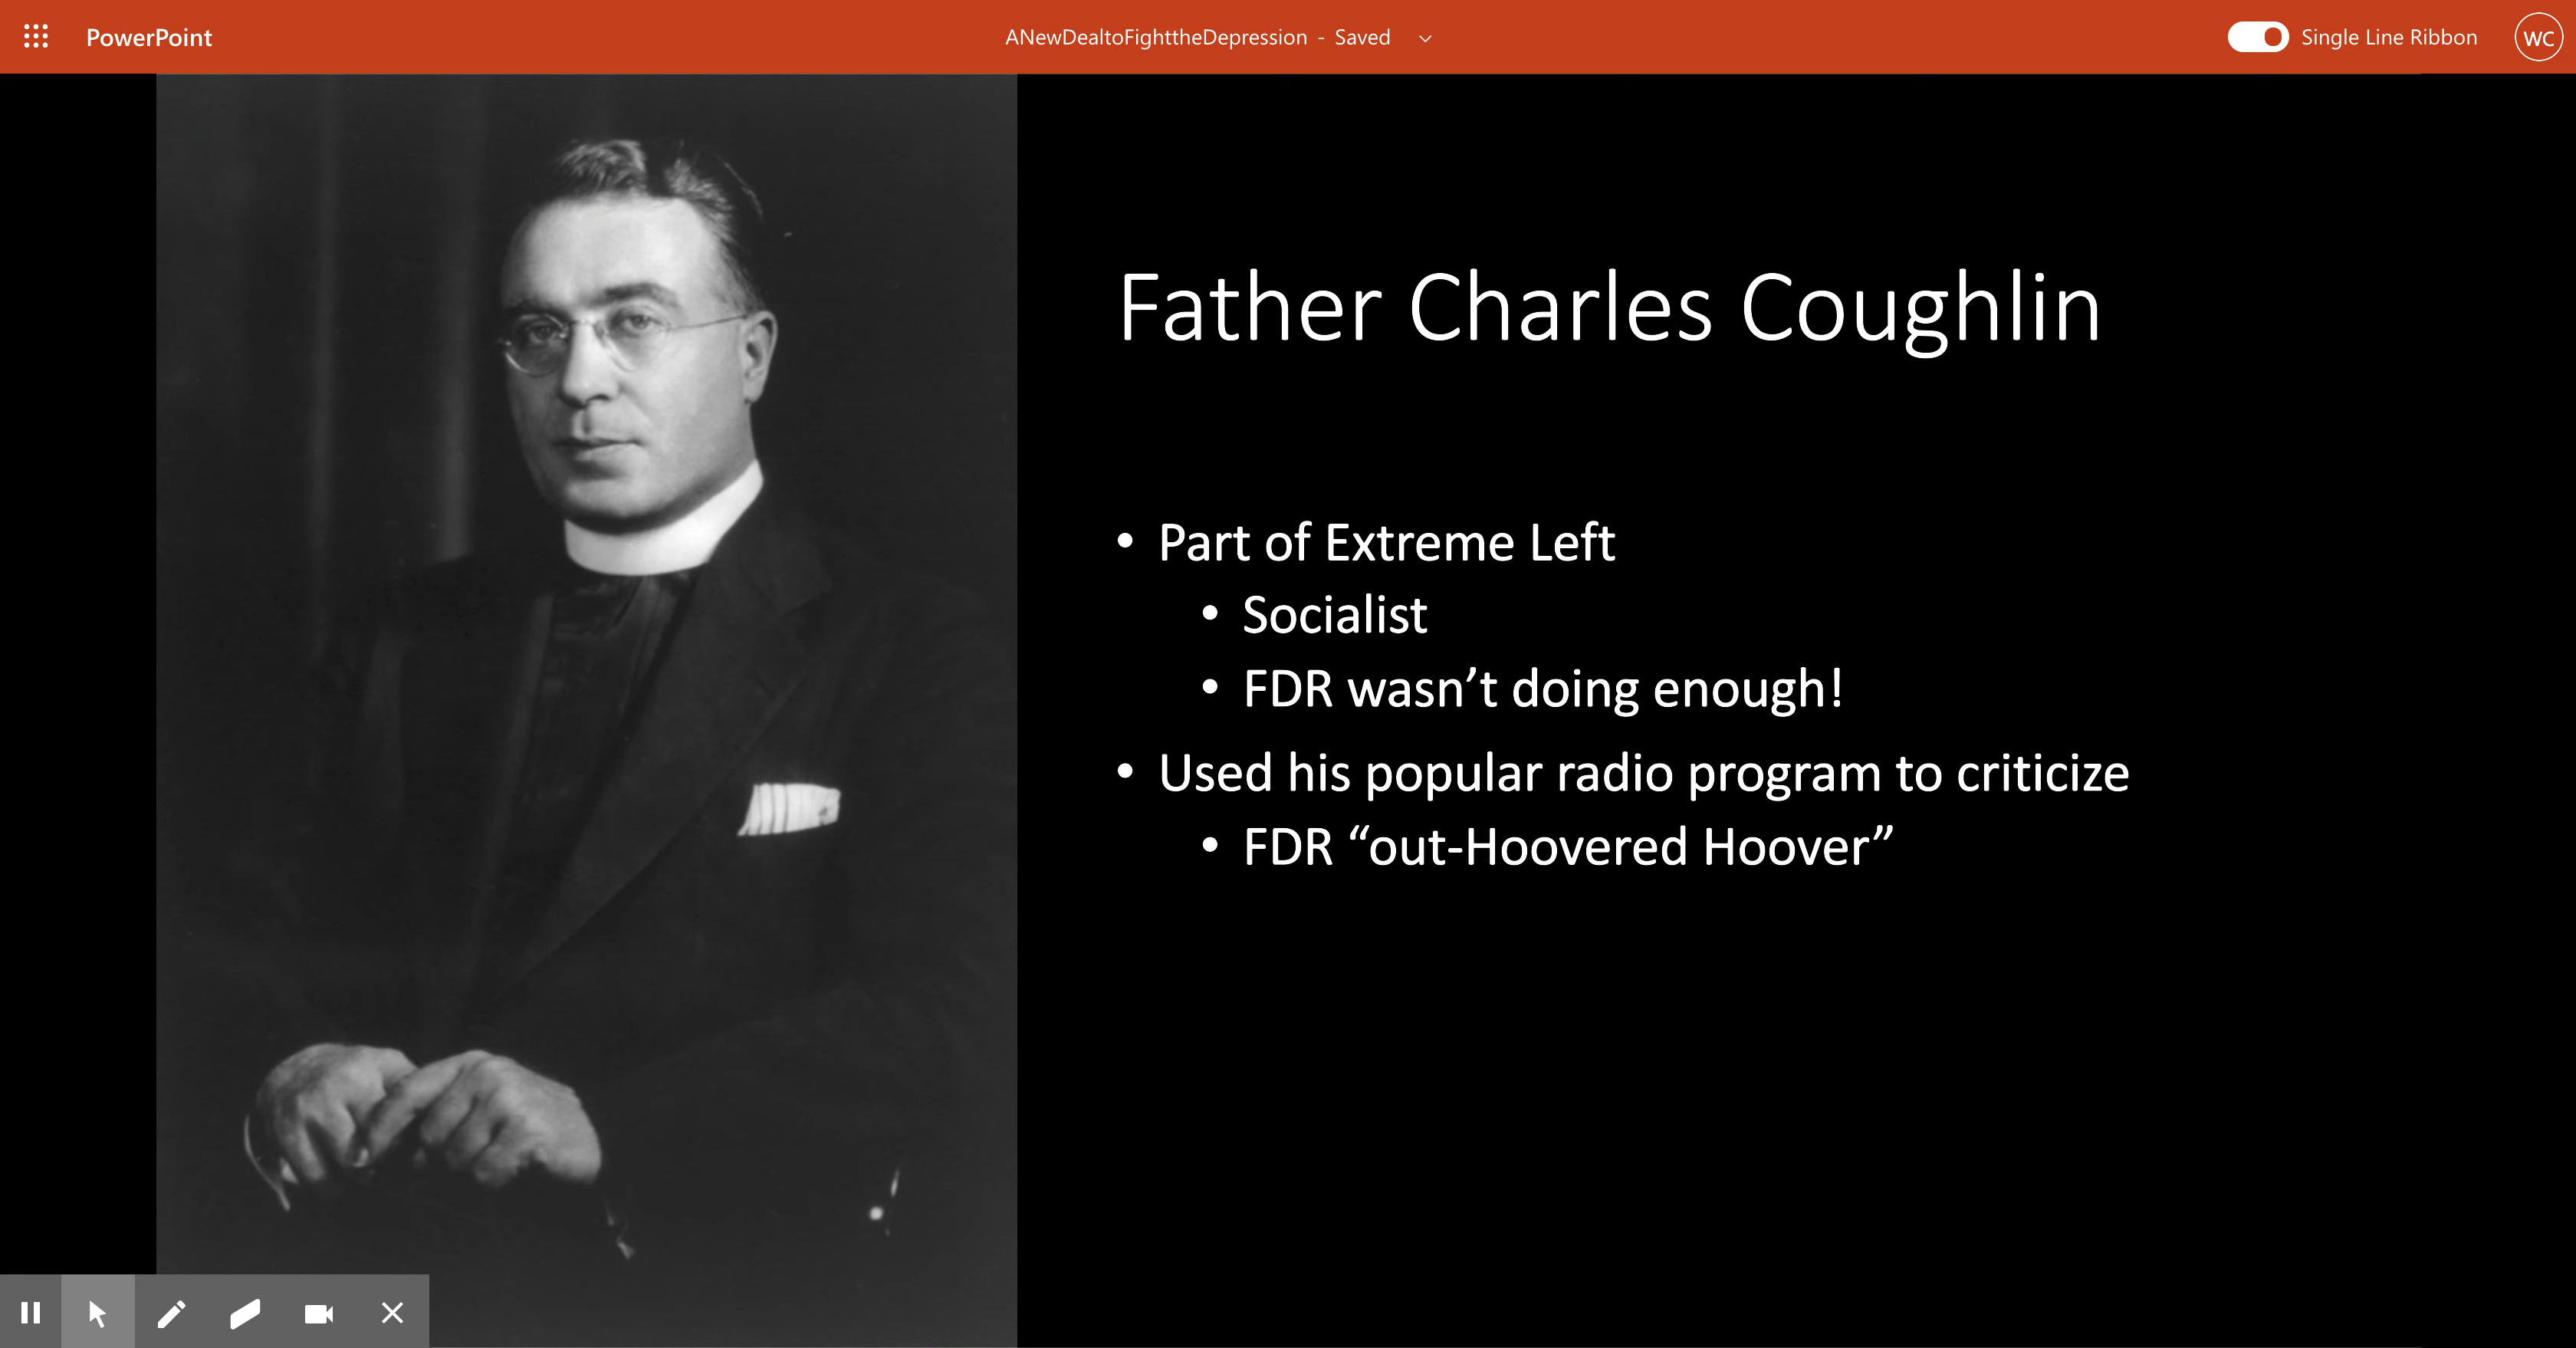 PowerPoint
ANewDealtoFighttheDepression - Saved
Single Line Ribbon
WC
Father Charles Coughlin
• Part of Extreme Left
• Socialist
• FDR wasn’t doing enough!
• Used his popular radio program to criticize
• FDR “out-Hoovered Hoover”